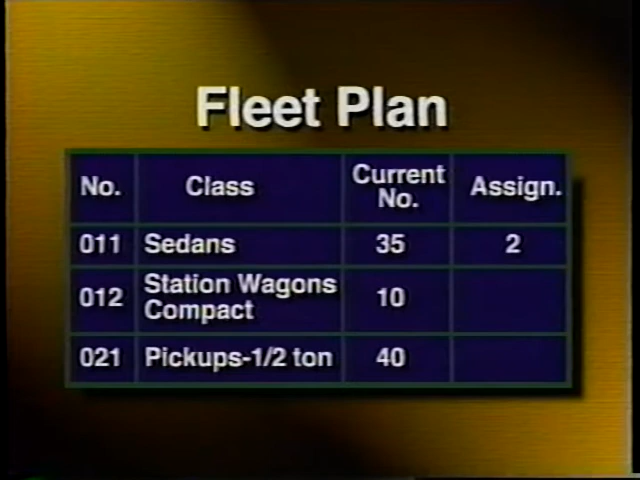 Fleet Plan
No. Class Current No. Assign.
011 Sedans 35 2
012 Station Wagons Compact 10
021 Pickups-1/2 ton 40